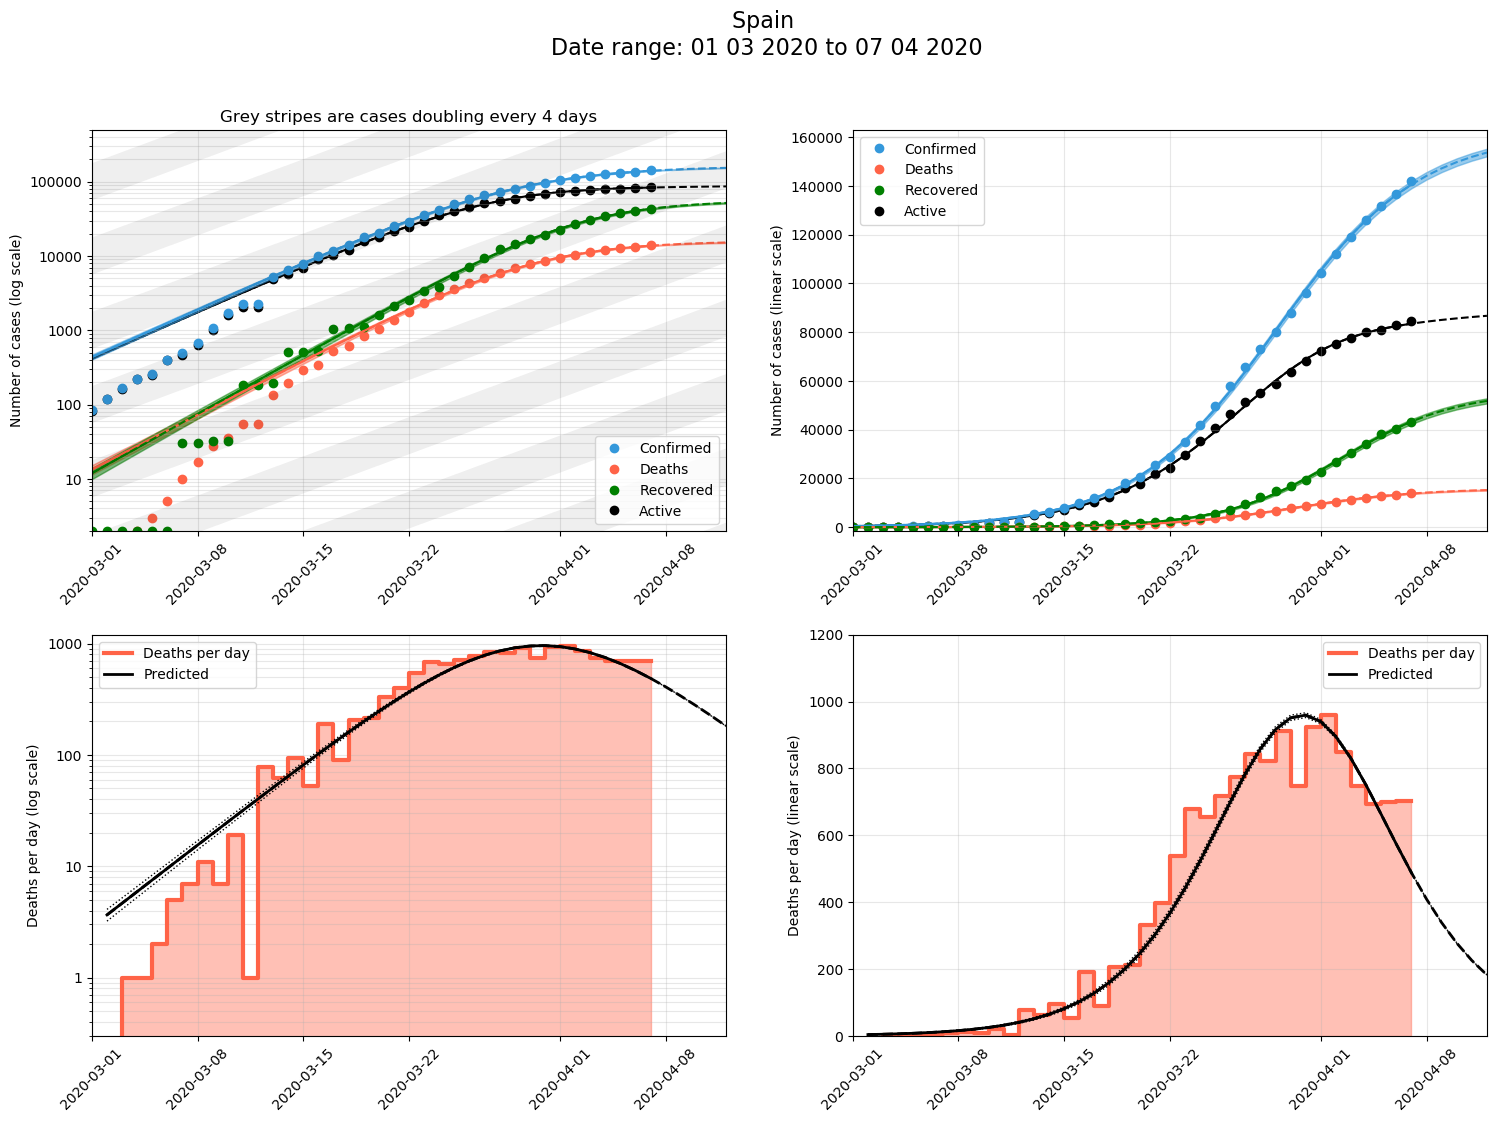 Spain
Date range: 01 03 2020 to 07 04 2020
Grey stripes are cases doubling every 4 days
Number of cases (log scale)
100000
10000
1000
100
10
Confirmed
Deaths
Recovered
Active
2020-03-01
2020-03-08
2020-03-15
2020-03-22
2020-04-01
2020-04-08
Number of cases (linear scale)
160000
140000
120000
100000
80000
60000
40000
20000
0
Confirmed
Deaths
Recovered
Active
2020-03-01
2020-03-08
2020-03-15
2020-03-22
2020-04-01
2020-04-08
Deaths per day (log scale)
1000
100
10
1
Deaths per day
Predicted
2020-03-01
2020-03-08
2020-03-15
2020-03-22
2020-04-01
2020-04-08
Deaths per day (linear scale)
1200
1000
800
600
400
200
0
Deaths per day
Predicted
2020-03-01
2020-03-08
2020-03-15
2020-03-22
2020-04-01
2020-04-08